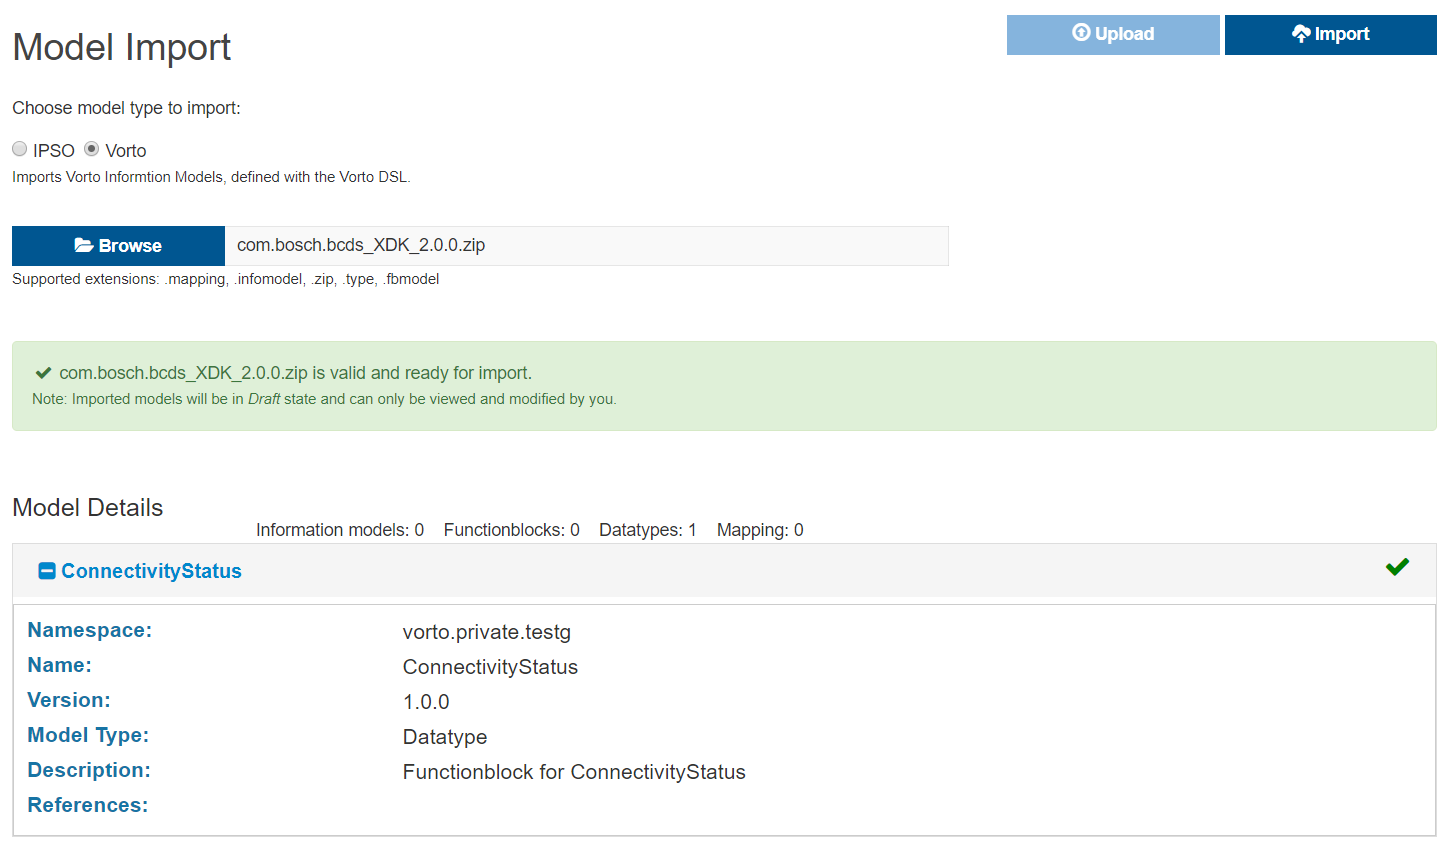 Model Import
Upload
Import
Choose model type to import:
IPSO Vorto
Imports Vorto Informtion Models, defined with the Vorto DSL.
Browse com.bosch.bcds_XDK_2.0.0.zip
Supported extensions: .mapping, .infomodel, .zip, .type, .fbmodel
com.bosch.bcds_XDK_2.0.0.zip is valid and ready for import.
Note: Imported models will be in Draft state and can only be viewed and modified by you.
Model Details
Information models: 0 Functionblocks: 0 Datatypes: 1 Mapping: 0
ConnectivityStatus
Namespace: vorto.private.testg
Name: ConnectivityStatus
Version: 1.0.0
Model Type: Datatype
Description: Functionblock for ConnectivityStatus
References: